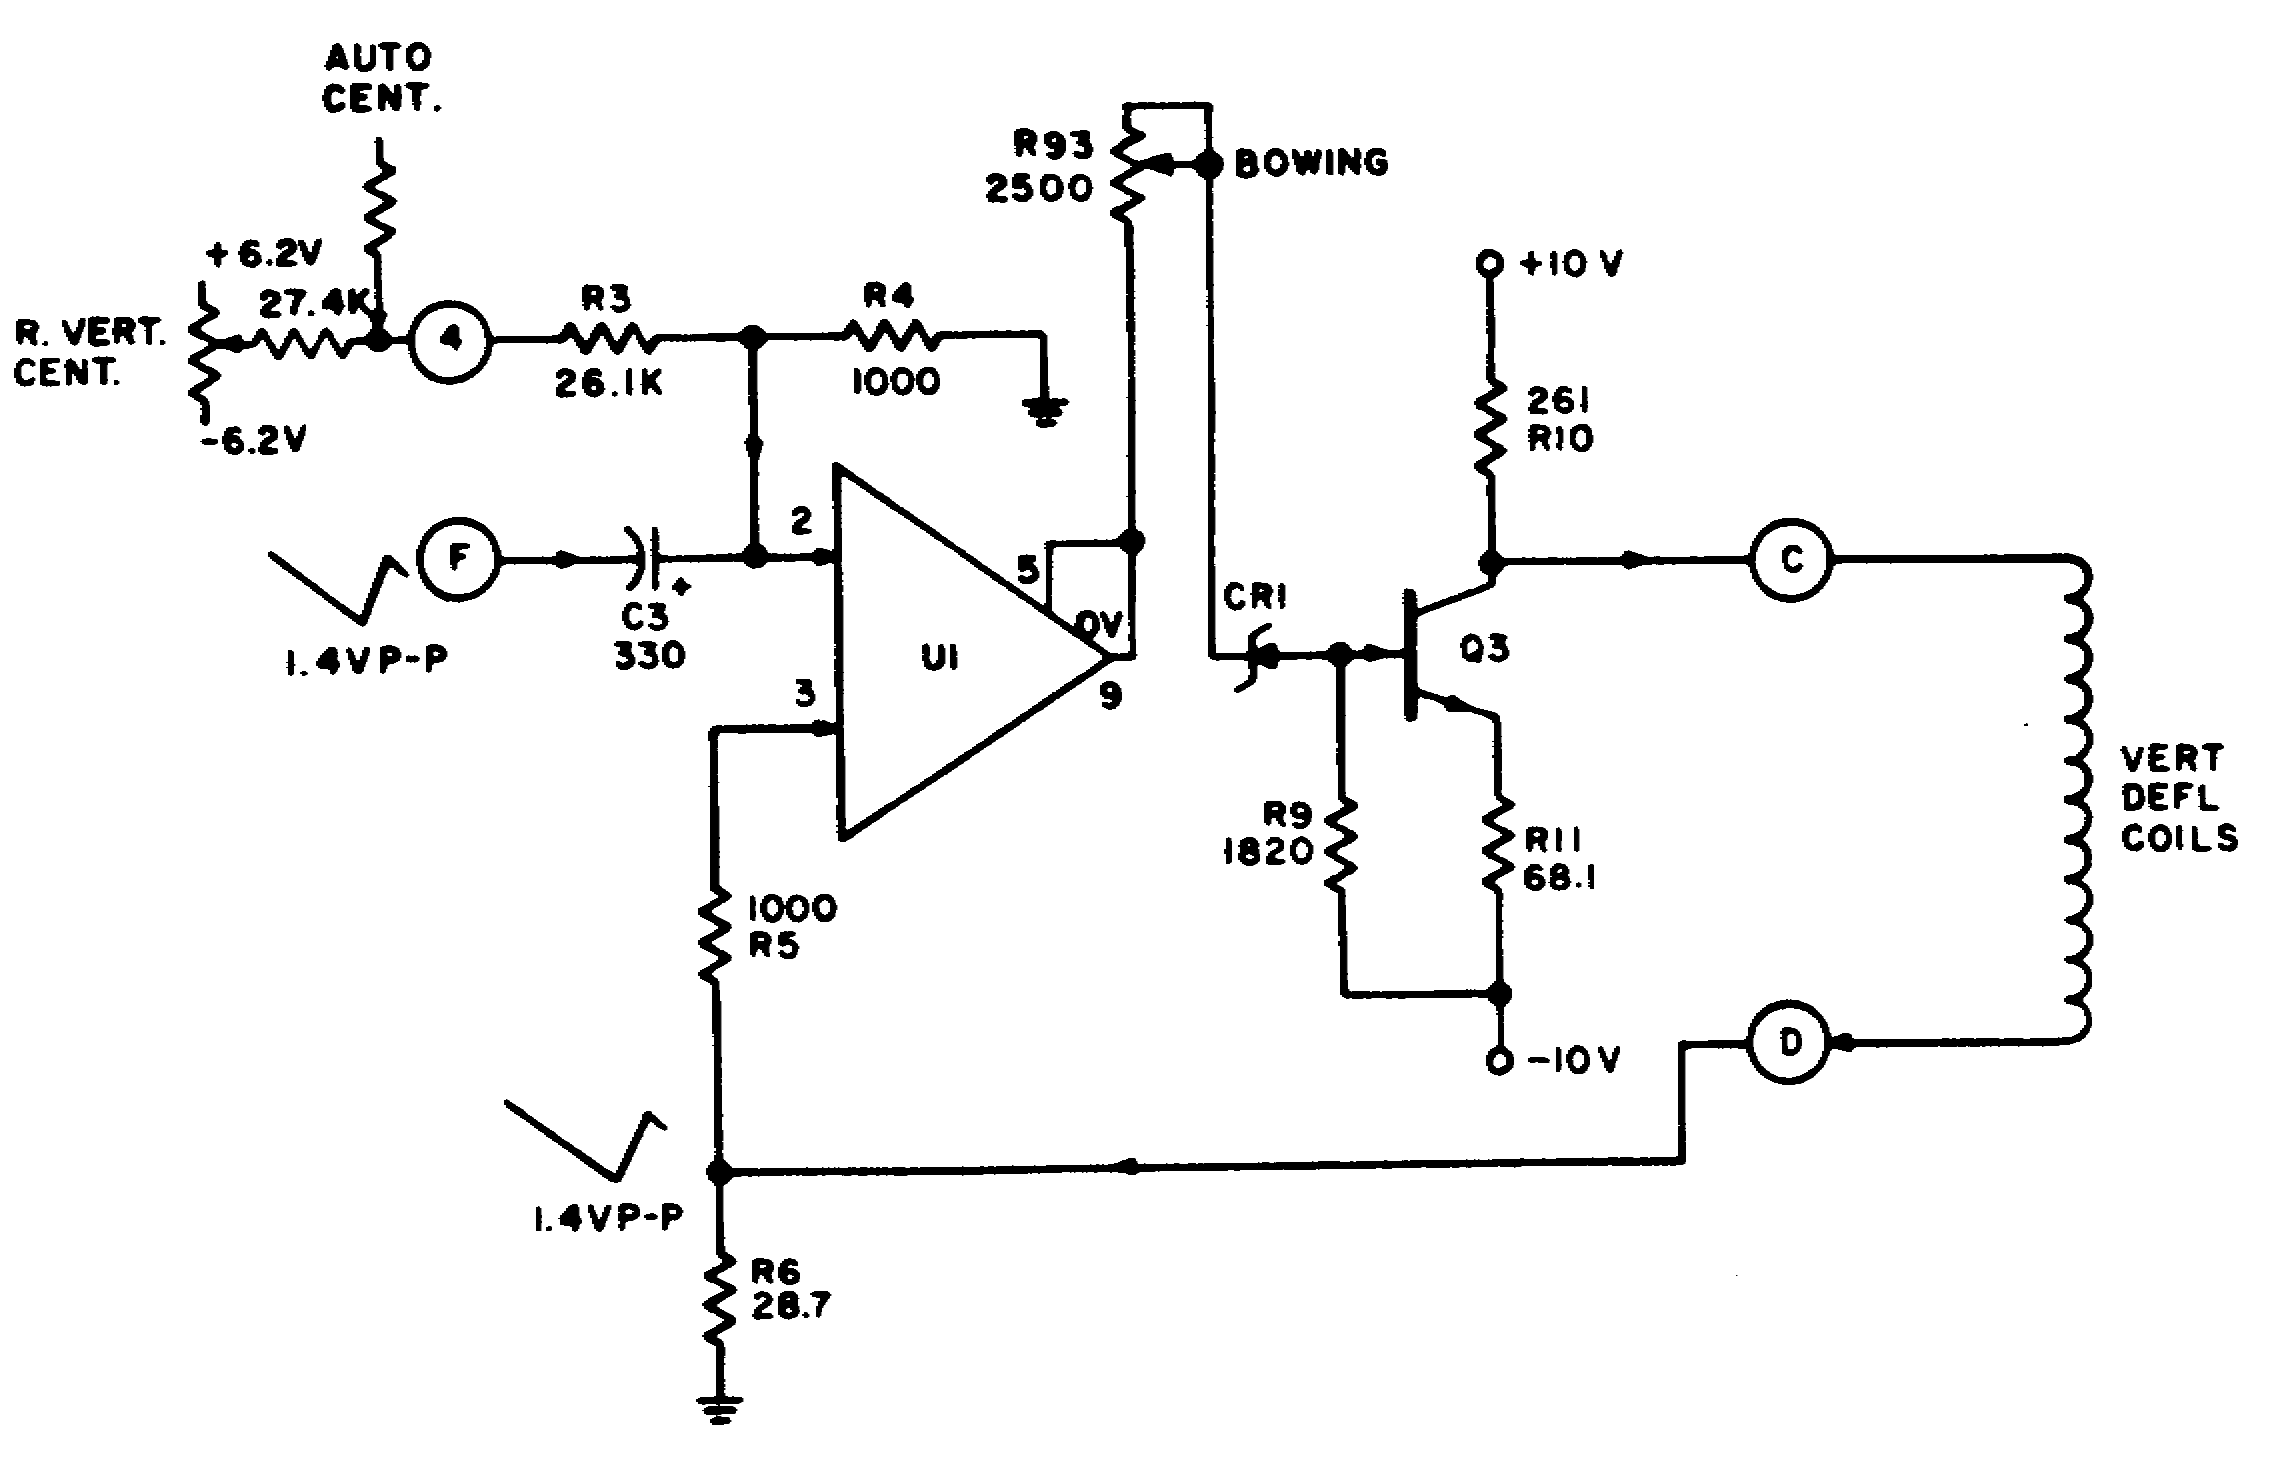 AUTO
CENT.
R93
2500
BOWING
+6.2V
27.4K
R. VERT.
CENT.
-6.2V
4
R3
26.1K
R4
1000
+10V
261
R10
F
1.4VP-P
C3
330
+
2
3
5
0V
9
U1
CR1
Q3
C
R9
1820
R11
68.1
VERT
DEFL
COILS
1000
R5
-10V
D
1.4VP-P
R6
28.7